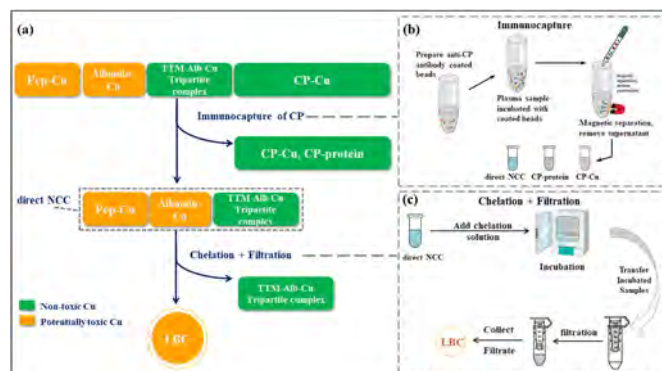 (a)
Pep-Cu
Albumin-
Cu
TTM-Alb-Cu
Tripartite
complex
CP-Cu
Immunocapture of CP
CP-Cu, CP-protein
direct NCC
Pep-Cu
Albumin-
Cu
TTM-Alb-Cu
Tripartite
complex
Chelation + Filtration
TTM-Alb-Cu
Tripartite complex)
Non-toxic Cu
Potentially toxic Cu
LBC
(b)
Immunocapture
Prepare anti-CP
antibody coated
beads
Plasma sample
incubated with
coated beads
Magnetic separation,
remove supernatant
direct NCC
CP-protein
CP-Cu
(c)
Chelation + Filtration
Add chelation
solution
direct NCC
Incubation
Transfer
Incubated
Samples
filtration
Collect
Filtrate
LBC